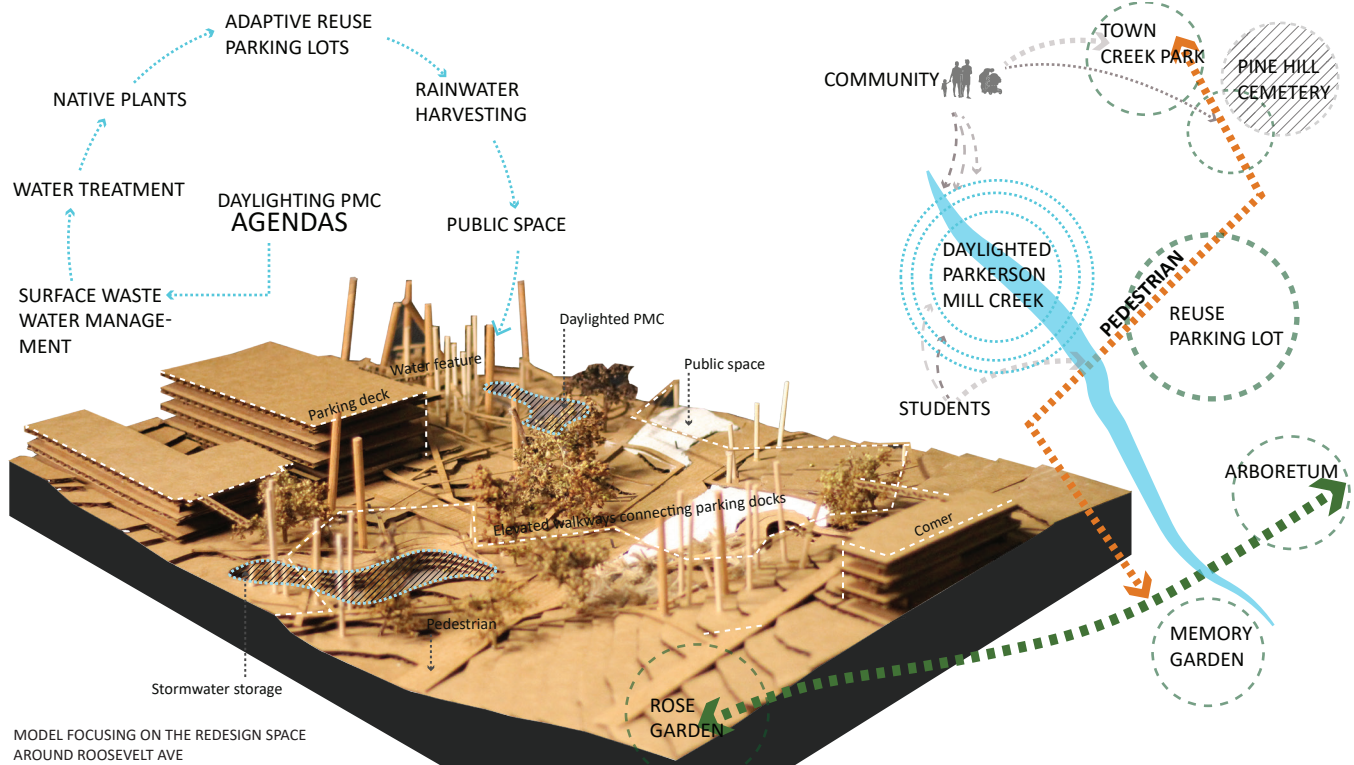 ADAPTIVE REUSE
PARKING LOTS
NATIVE PLANTS
RAINWATER
HARVESTING
WATER TREATMENT
DAYLIGHTING PMC
AGENDAS
PUBLIC SPACE
SURFACE WASTE
WATER MANAGE-
MENT
Daylighted PMC
Water feature
Public space
Parking deck
Elevated walkways connecting parking docks
Comer
Pedestrian
Stormwater storage
MODEL FOCUSING ON THE REDESIGN SPACE
AROUND ROOSEVELT AVE
TOWN
CREEK PARK
COMMUNITY
PINE HILL
CEMETERY
DAYLIGHTED
PARKERSON
MILL CREEK
PEDESTRIAN
REUSE
PARKING LOT
STUDENTS
ARBORETUM
MEMORY
GARDEN
ROSE
GARDEN